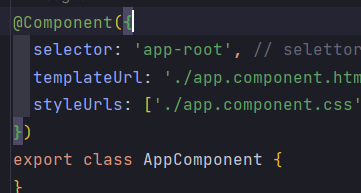 @Component({
selector: 'app-root', // selettor
templateUrl: './app.component.htm
styleUrls: ['./app.component.css'
})
export class AppComponent {
}